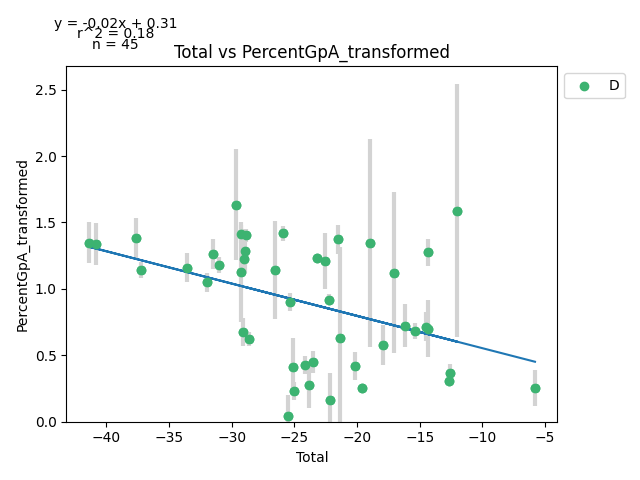 y = -0.02x + 0.31
r^2 = 0.18
n = 45
Total vs PercentGpA_transformed
D
PercentGpA_transformed
2.5
2.0
1.5
1.0
0.5
0.0
−40 −35 −30 −25 −20 −15 −10 −5
Total